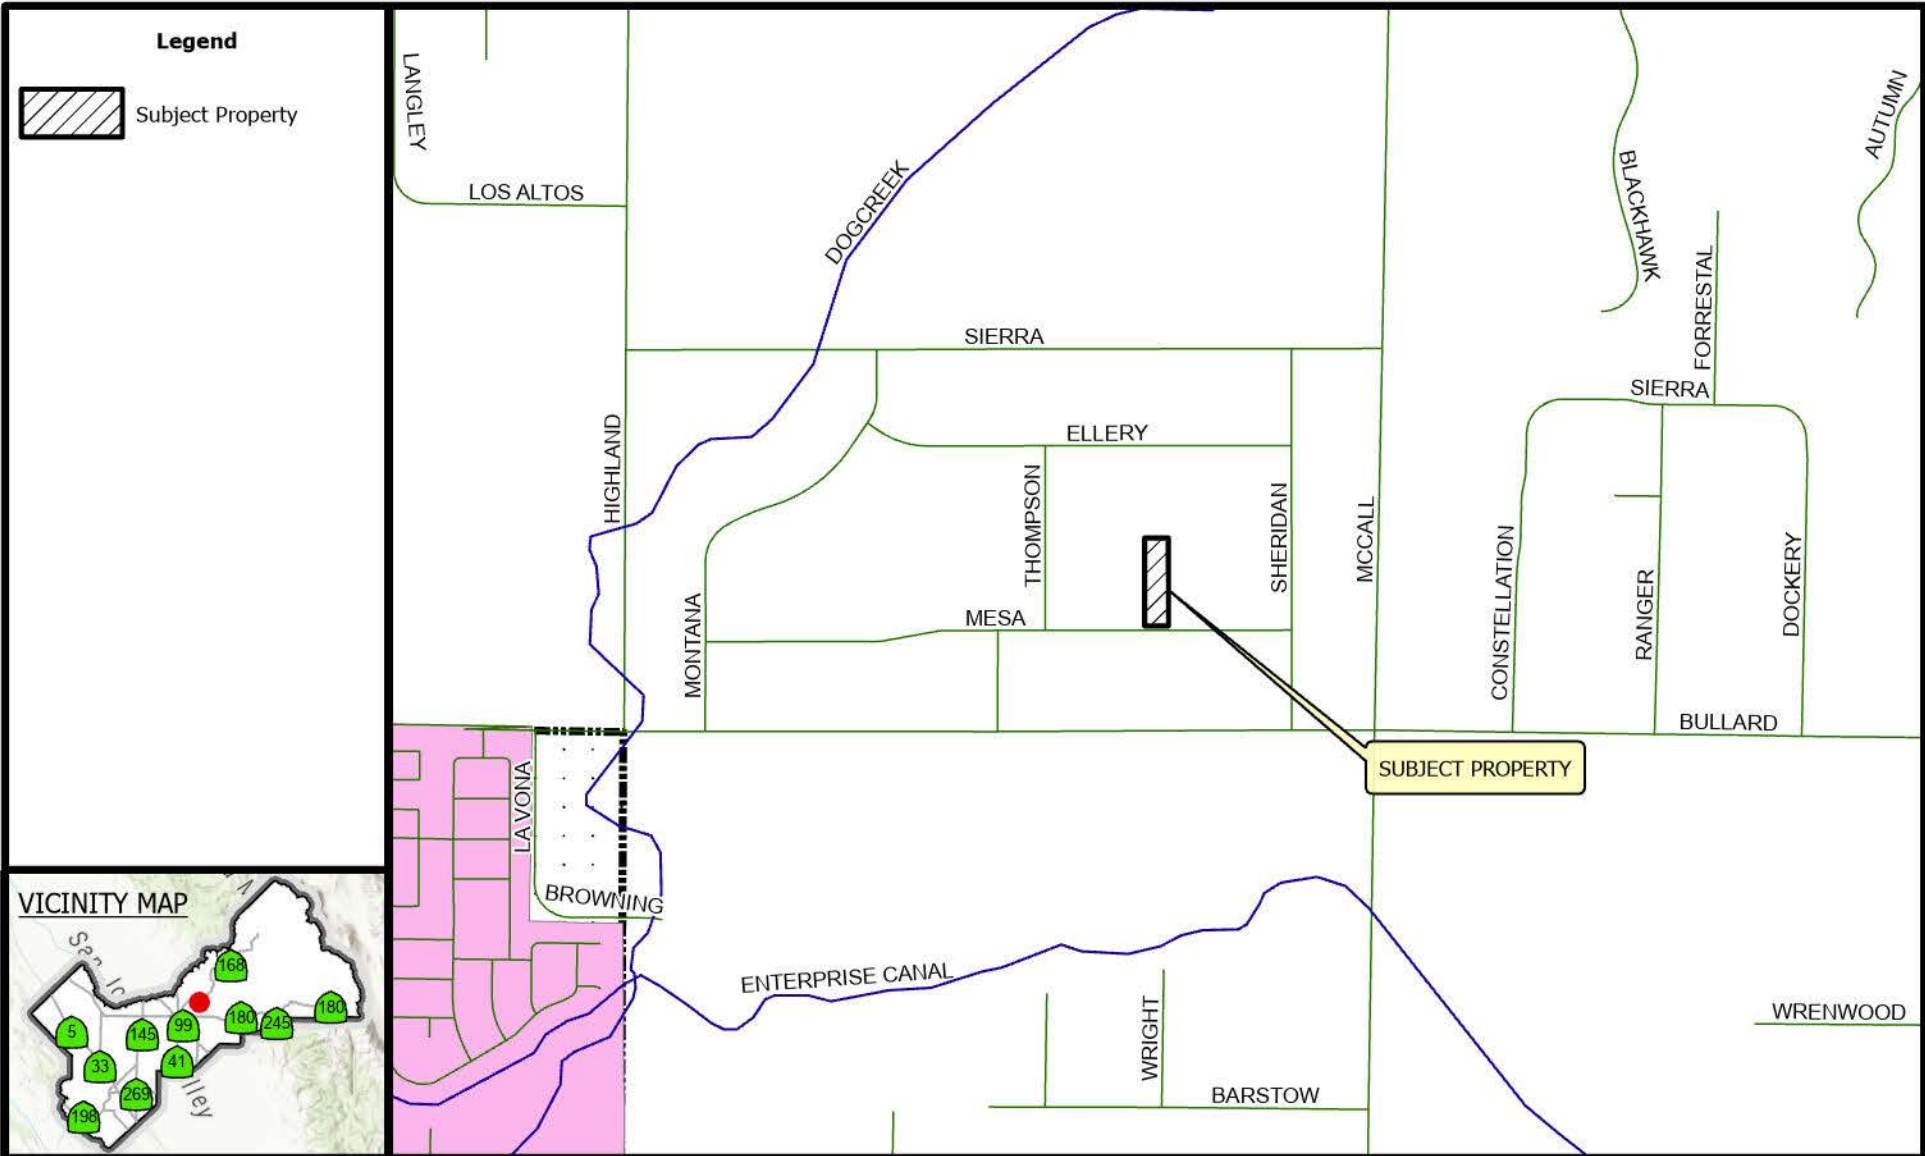 Legend
Subject Property
LANGLEY
LOS ALTOS
DOGCREEK
BLACKHAWK
AUTUMN
FORRESTAL
SIERRA
SIERRA
HIGHLAND
ELLERY
THOMPSON
SHERIDAN
MCCALL
CONSTELLATION
RANGER
DOCKERY
MONTANA
MESA
BULLARD
SUBJECT PROPERTY
LA VONA
BROWNING
ENTERPRISE CANAL
WRIGHT
WRENWOOD
BARSTOW
VICINITY MAP
168
180
180
245
5
145
99
33
41
269
198
lley